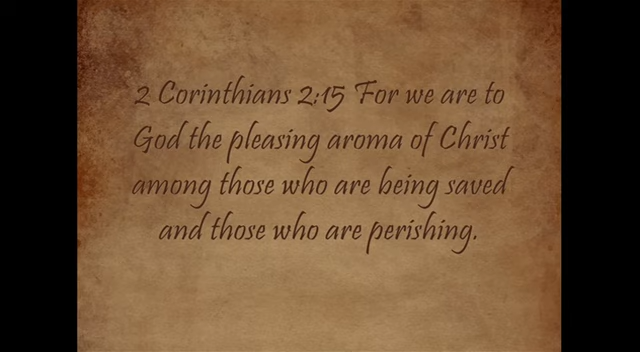 2 Corinthians 2:15 For we are to
God the pleasing aroma of Christ
among those who are being saved
and those who are perishing.